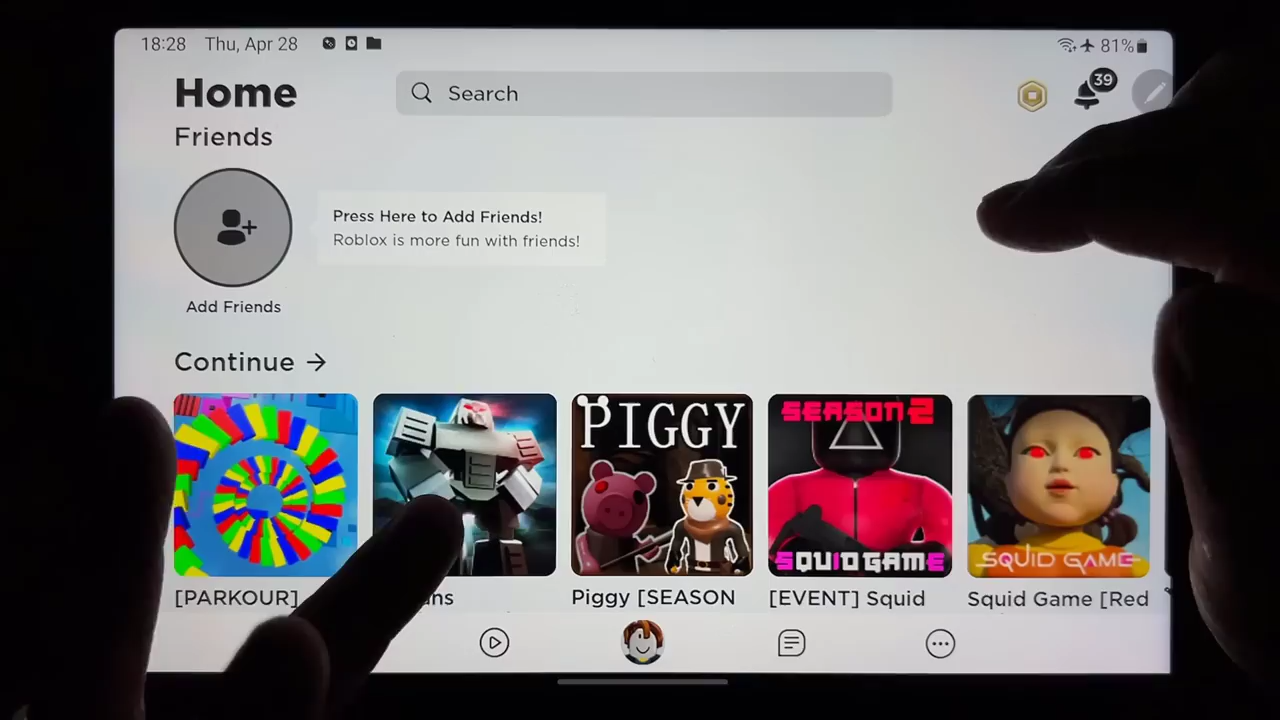 18:28 Thu, Apr 28 81%
Home
Search
39
Friends
Press Here to Add Friends!
Roblox is more fun with friends!
Add Friends
Continue →
PIGGY
SEASON 2
SQUID GAME
SQUID GAME
[PARKOUR]
Piggy [SEASON
[EVENT] Squid
Squid Game [Red